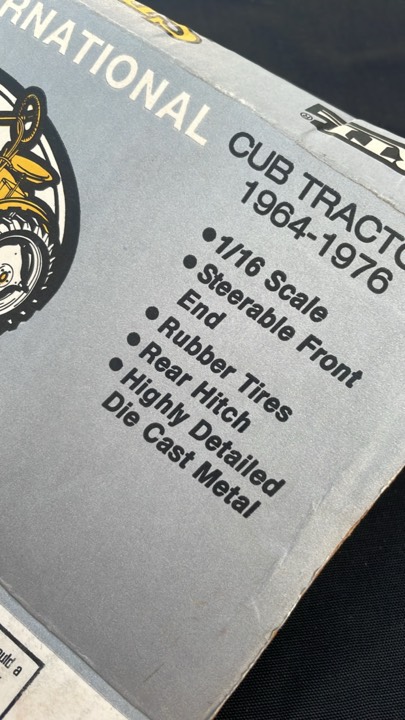 RNATIONAL
CUB TRACTO
1964-1976
•1/16 Scale
•Steerable Front
End
•Rubber Tires
•Rear Hitch
•Highly Detailed
Die Cast Metal
a